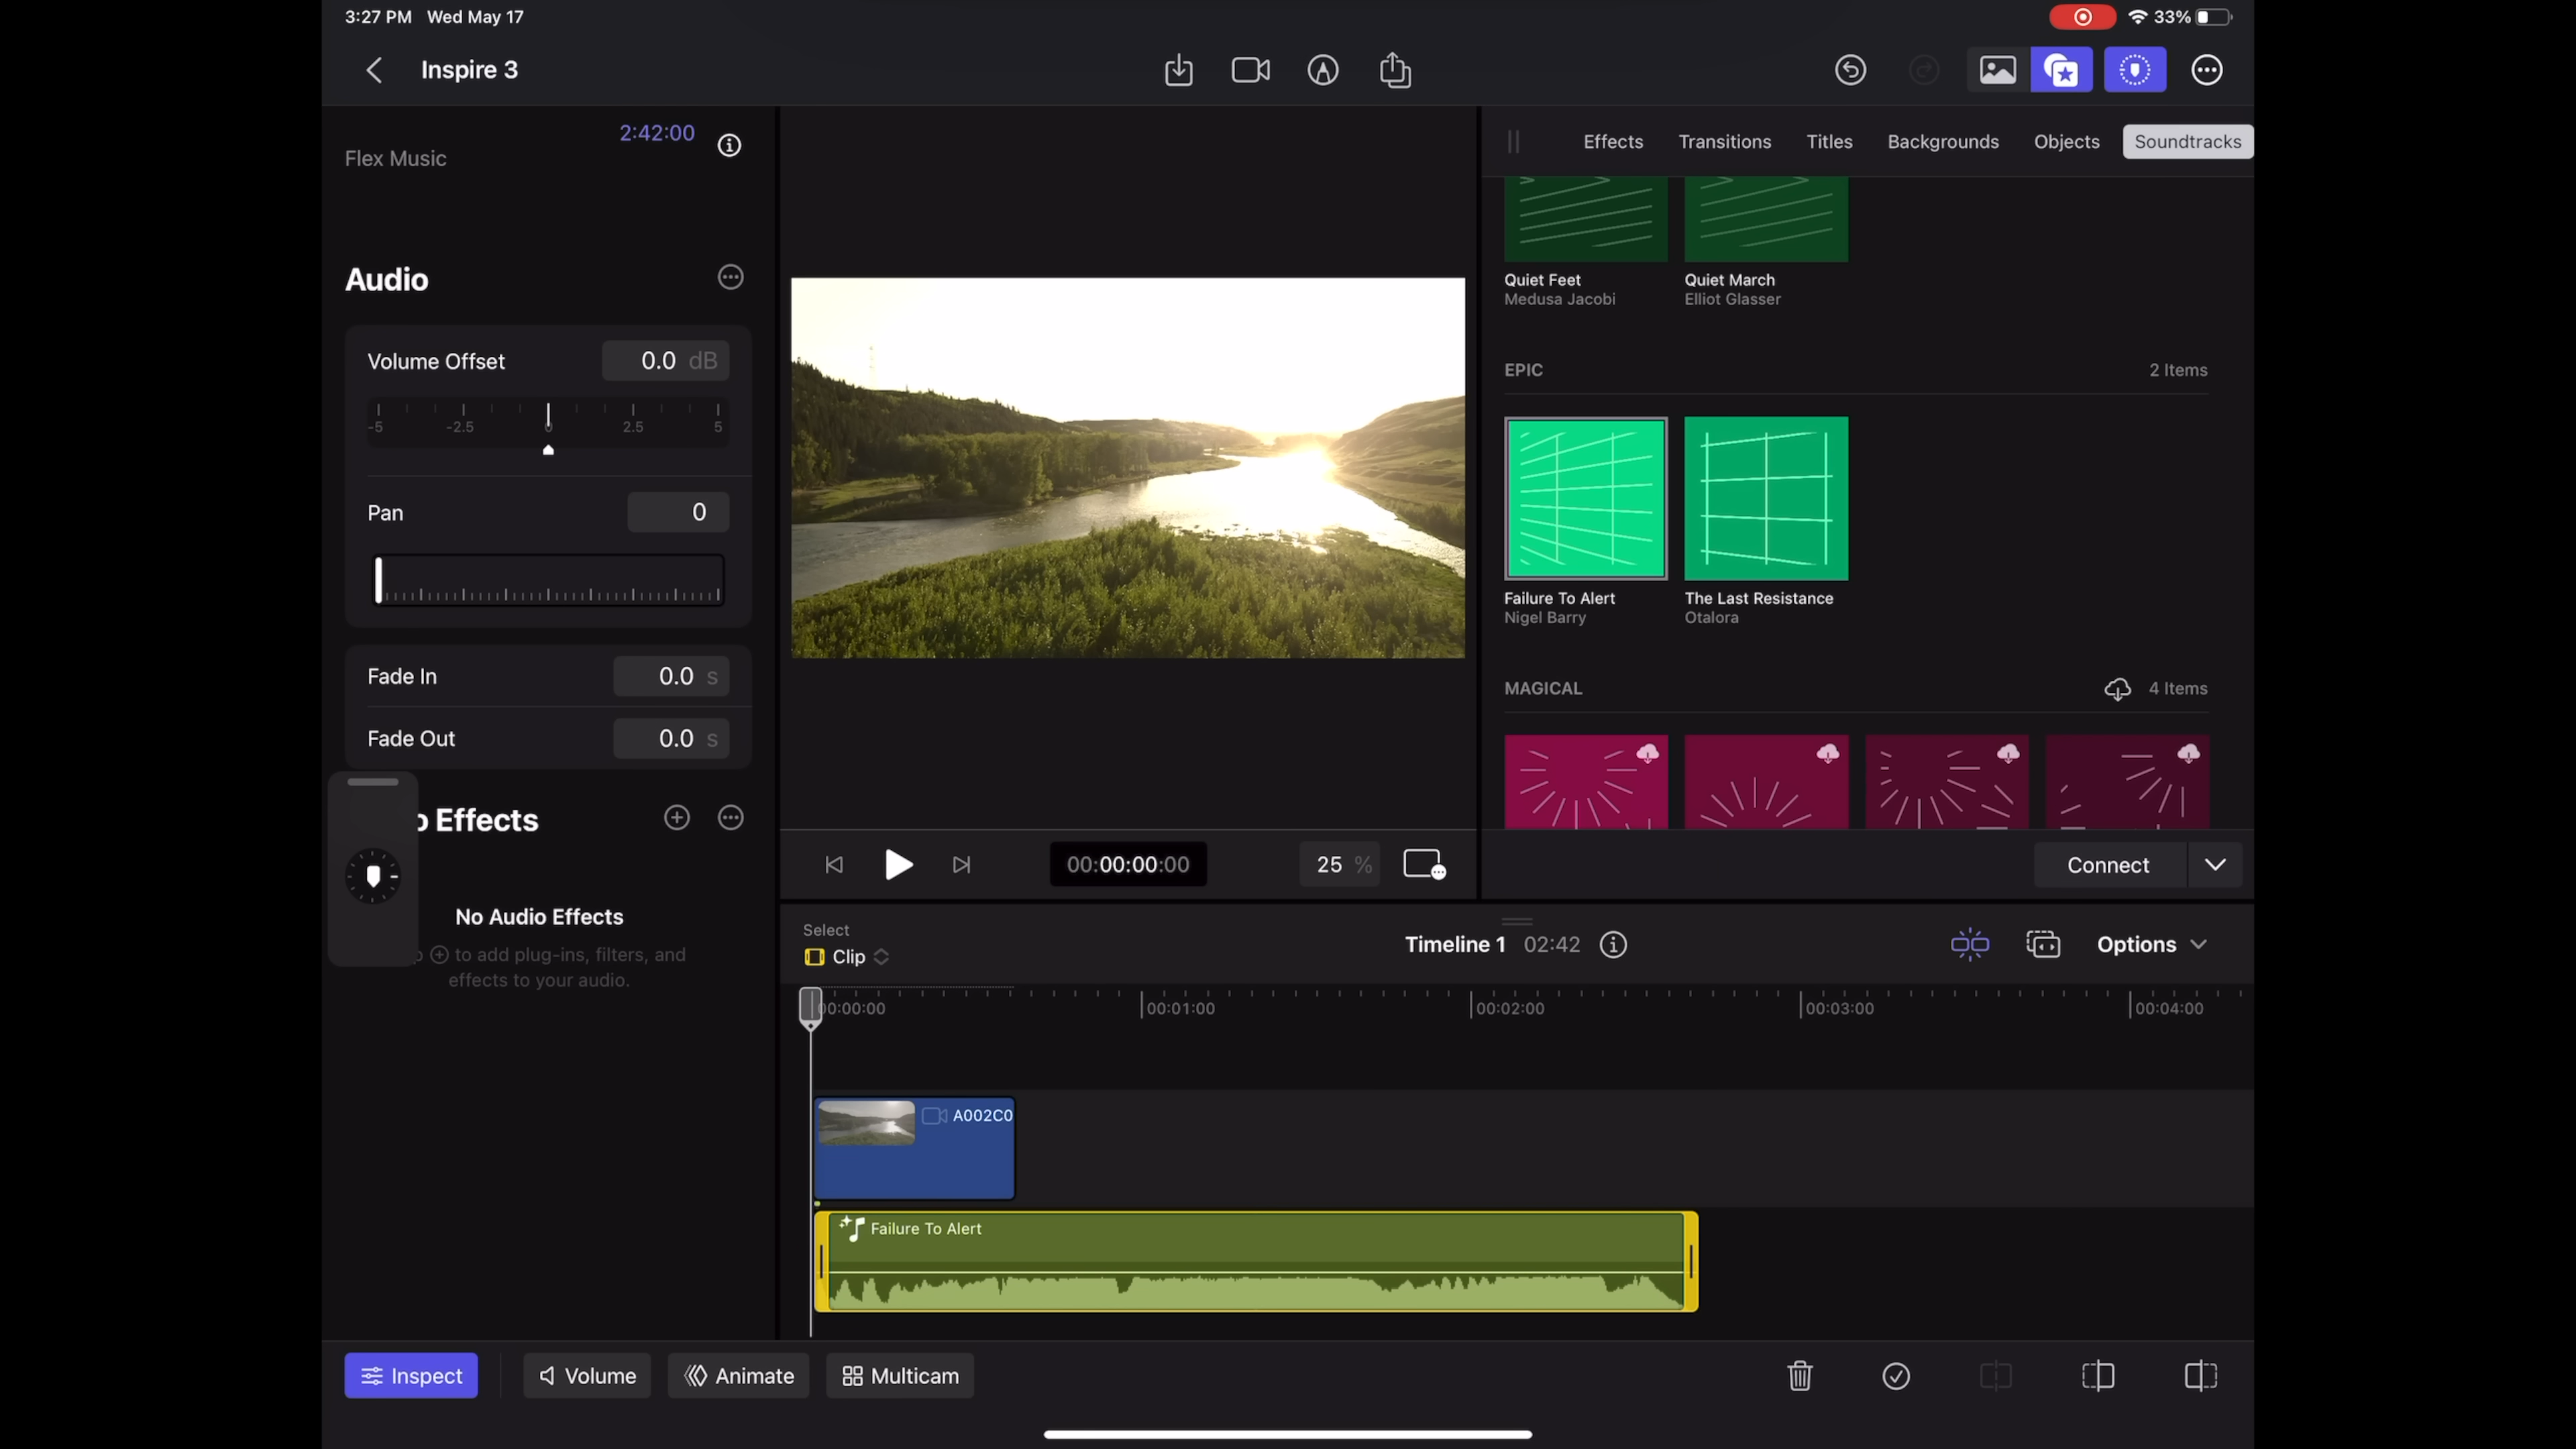 3:27 PM Wed May 17
33%
Inspire 3
2:42:00
Flex Music
Audio
Volume Offset 0.0 dB
-5 -2.5 0 2.5 5
Pan 0
Fade In 0.0 s
Fade Out 0.0 s
o Effects
No Audio Effects
to add plug-ins, filters, and
effects to your audio.
00:00:00:00
25 %
Effects Transitions Titles Backgrounds Objects Soundtracks
Quiet Feet
Medusa Jacobi
Quiet March
Elliot Glasser
EPIC 2 Items
Failure To Alert
Nigel Barry
The Last Resistance
Otalora
MAGICAL 4 Items
Connect
Select
Clip
Timeline 1 02:42
Options
00:00:00 00:01:00 00:02:00 00:03:00 00:04:00
A002C0
Failure To Alert
Inspect Volume Animate Multicam